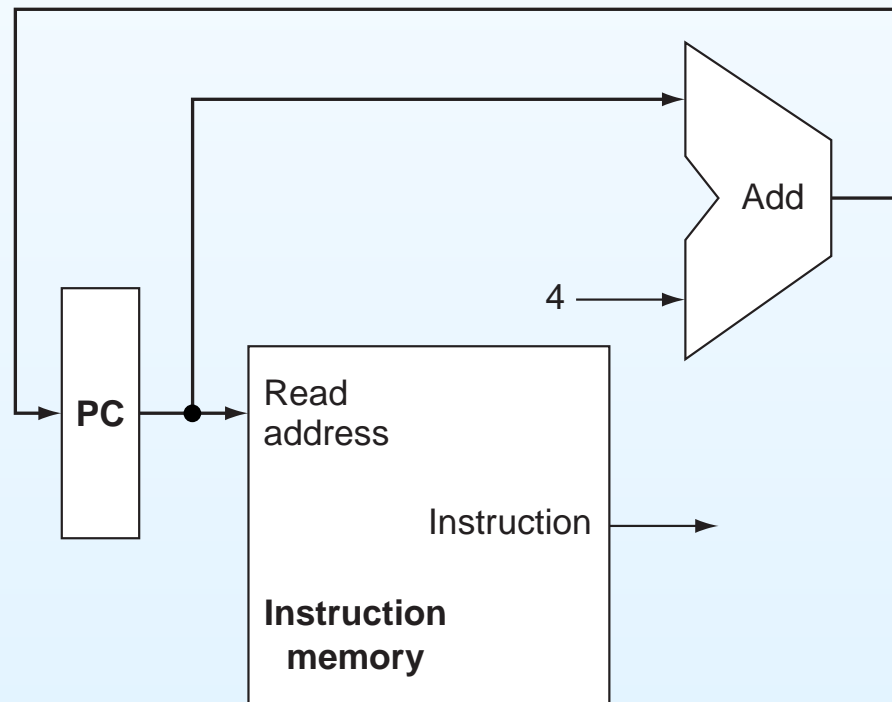 Add
4
PC
Read
address
Instruction
Instruction
memory